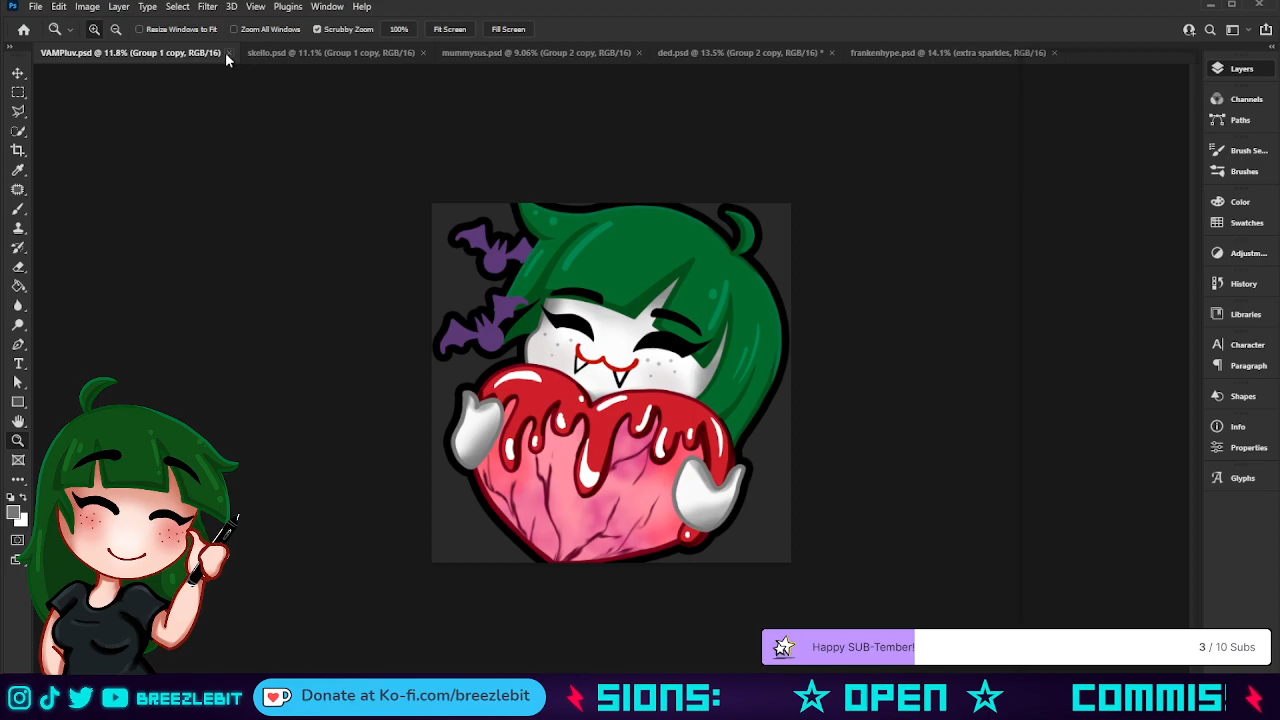 Ps File Edit Image Layer Type Select Filter 3D View Plugins Window Help
Resize Windows to Fit Zoom All Windows Scrubby Zoom 100% Fit Screen Fill Screen
VAMPluv.psd @ 11.8% (Group 1 copy, RGB/16) skello.psd @ 11.1% (Group 1 copy, RGB/16) mummysus.psd @ 9.06% (Group 2 copy, RGB/16) ded.psd @ 13.5% (Group 2 copy, RGB/16) * frankenhype.psd @ 14.1% (extra sparkles, RGB/16)
Layers
Channels
Paths
Brush Se...
Brushes
Color
Swatches
Adjustm...
History
Libraries
Character
Paragraph
Shapes
Info
Properties
Glyphs
Happy SUB-Tember! 3 / 10 Subs
BREEZLEBIT Donate at Ko-fi.com/breezlebit SIONS: OPEN COMMIS